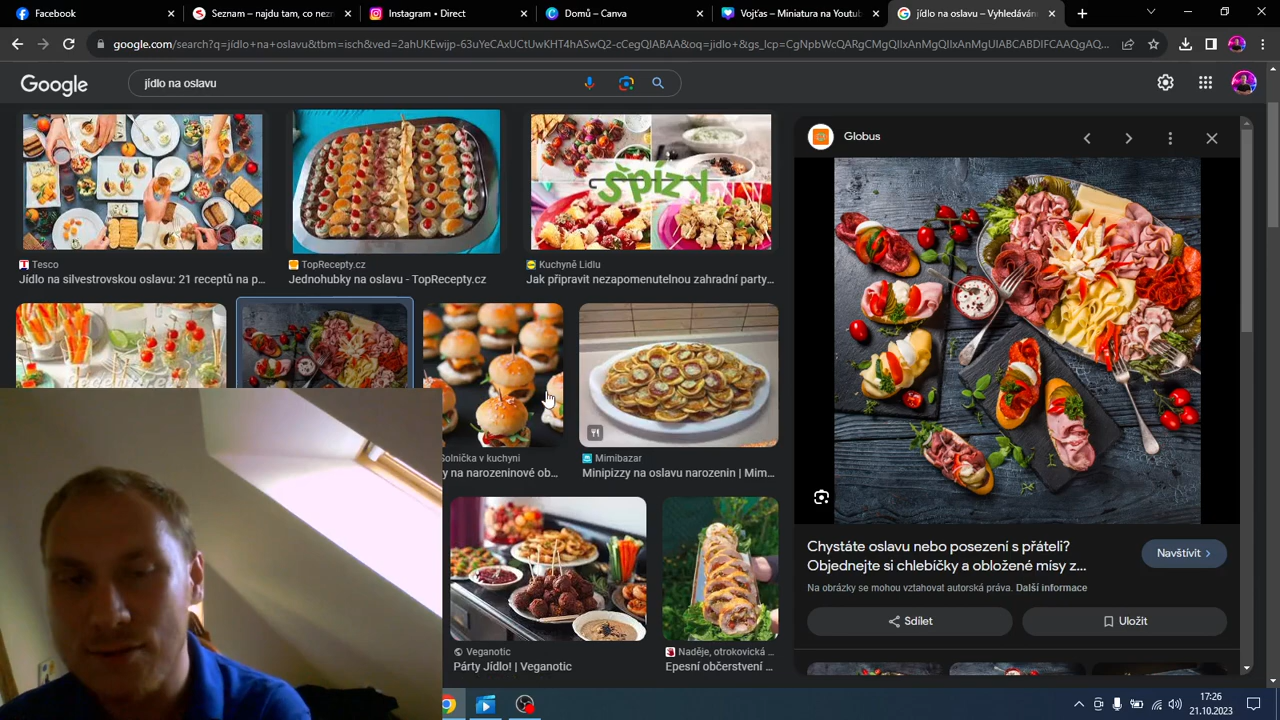 Facebook
Seznam – najdu tam, co nezn
Instagram • Direct
Domů – Canva
Vojťas – Miniatura na Youtub
jídlo na oslavu – Vyhledávání
google.com/search?q=jídlo+na+oslavu&tbm=isch&ved=2ahUKEwijp-63uYeCAxUCtUwKHT4hASwQ2-cCegQIABAA&oq=jidlo+&gs_lcp=CgNpbWcQARgCMgQIIxAnMgQIIxAnMgUIABCABDIFCAAQgAQ...
Google
jídlo na oslavu
Tesco
Jídlo na silvestrovskou oslavu: 21 receptů na p...
TopRecepty.cz
Jednohubky na oslavu - TopRecepty.cz
špízy
Kuchyně Lidlu
Jak připravit nezapomenutelnou zahradní party...
Solnička v kuchyni
y na narozeninové ob...
Mimibazar
Minipizzy na oslavu narozenin | Mim...
Veganotic
Párty Jídlo! | Veganotic
Naděje, otrokovická ...
Epesní občerstvení ...
Globus
Chystáte oslavu nebo posezení s přáteli?
Objednejte si chlebíčky a obložené mísy z...
Navštívit
Na obrázky se mohou vztahovat autorská práva. Další informace
Sdílet
Uložit
17:26
21.10.2023